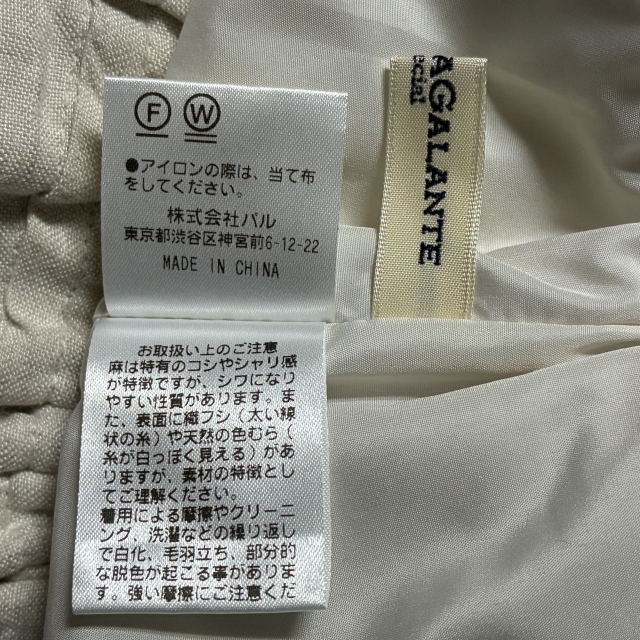 F W
●アイロンの際は、当て布
をしてください。
株式会社パル
東京都渋谷区神宮前6-12-22
MADE IN CHINA
AGALANTE
cial
お取扱い上のご注意
麻は特有のコシやシャリ感
が特徴ですが、シワになり
やすい性質があります。ま
た、表面に織フシ(太い線
状の糸)や天然の色むら(
糸が白っぽく見える)があ
りますが、素材の特徴とし
てご理解ください。
着用による摩擦やクリーニ
ング、洗濯などの繰り返し
で白化、毛羽立ち、部分的
な脱色が起こる事がありま
す。強い摩擦にご注意くだ